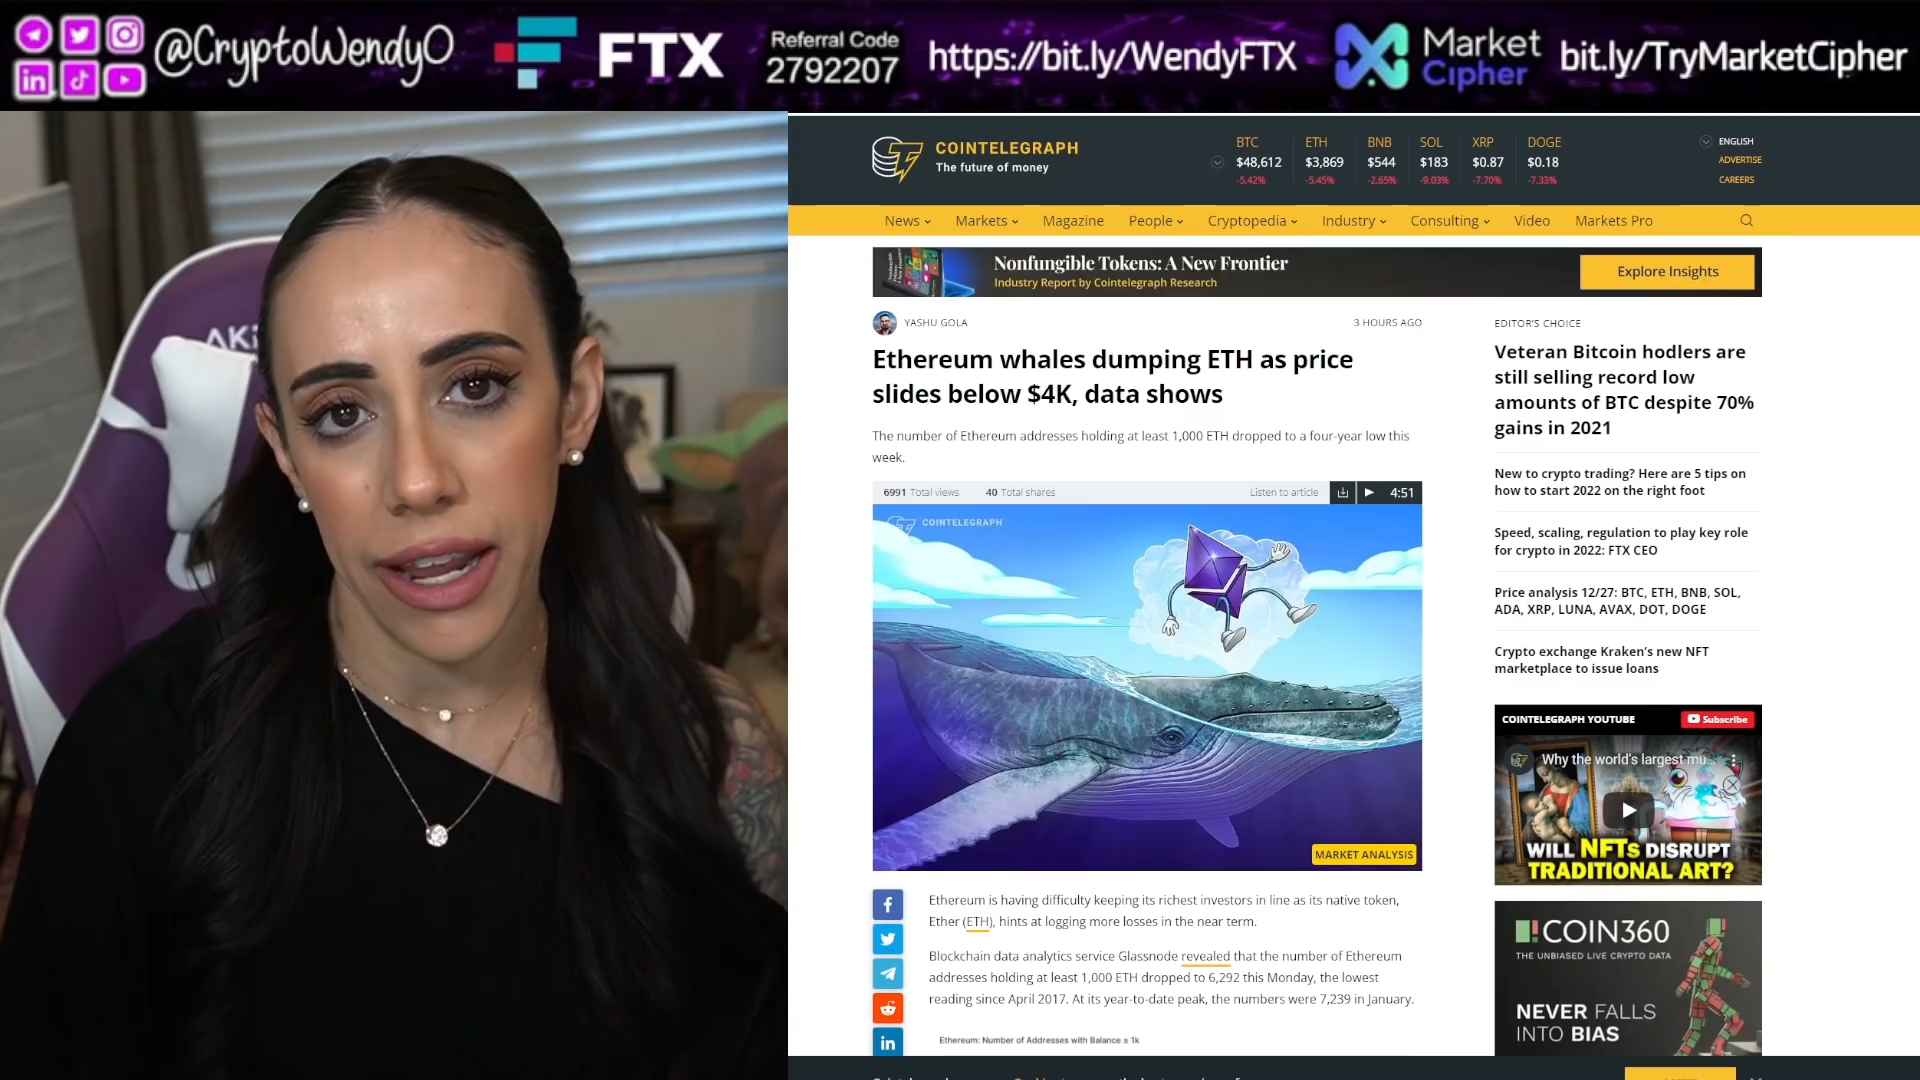 @CryptoWendyO
FTX
Referral Code
2792207
https://bit.ly/WendyFTX
Market
Cipher
bit.ly/TryMarketCipher
COINTELEGRAPH
The future of money
BTC ETH BNB SOL XRP DOGE
$48,612 $3,869 $544 $183 $0.87 $0.18
-5.42% -5.45% -2.65% -9.03% -7.70% -7.33%
ENGLISH
ADVERTISE
CAREERS
News Markets Magazine People Cryptopedia Industry Consulting Video Markets Pro
Nonfungible Tokens: A New Frontier
Industry Report by Cointelegraph Research
Explore Insights
YASHU GOLA
3 HOURS AGO
Ethereum whales dumping ETH as price
slides below $4K, data shows
The number of Ethereum addresses holding at least 1,000 ETH dropped to a four-year low this
week.
6991 Total views 40 Total shares
Listen to article
4:51
COINTELEGRAPH
MARKET ANALYSIS
Ethereum is having difficulty keeping its richest investors in line as its native token,
Ether (ETH), hints at logging more losses in the near term.
Blockchain data analytics service Glassnode revealed that the number of Ethereum
addresses holding at least 1,000 ETH dropped to 6,292 this Monday, the lowest
reading since April 2017. At its year-to-date peak, the numbers were 7,239 in January.
Ethereum: Number of Addresses with Balance ≥ 1k
EDITOR'S CHOICE
Veteran Bitcoin hodlers are
still selling record low
amounts of BTC despite 70%
gains in 2021
New to crypto trading? Here are 5 tips on
how to start 2022 on the right foot
Speed, scaling, regulation to play key role
for crypto in 2022: FTX CEO
Price analysis 12/27: BTC, ETH, BNB, SOL,
ADA, XRP, LUNA, AVAX, DOT, DOGE
Crypto exchange Kraken's new NFT
marketplace to issue loans
COINTELEGRAPH YOUTUBE
Subscribe
Why the world's largest mu...
WILL NFTs DISRUPT
TRADITIONAL ART?
COIN360
THE UNBIASED LIVE CRYPTO DATA
NEVER FALLS
INTO BIAS